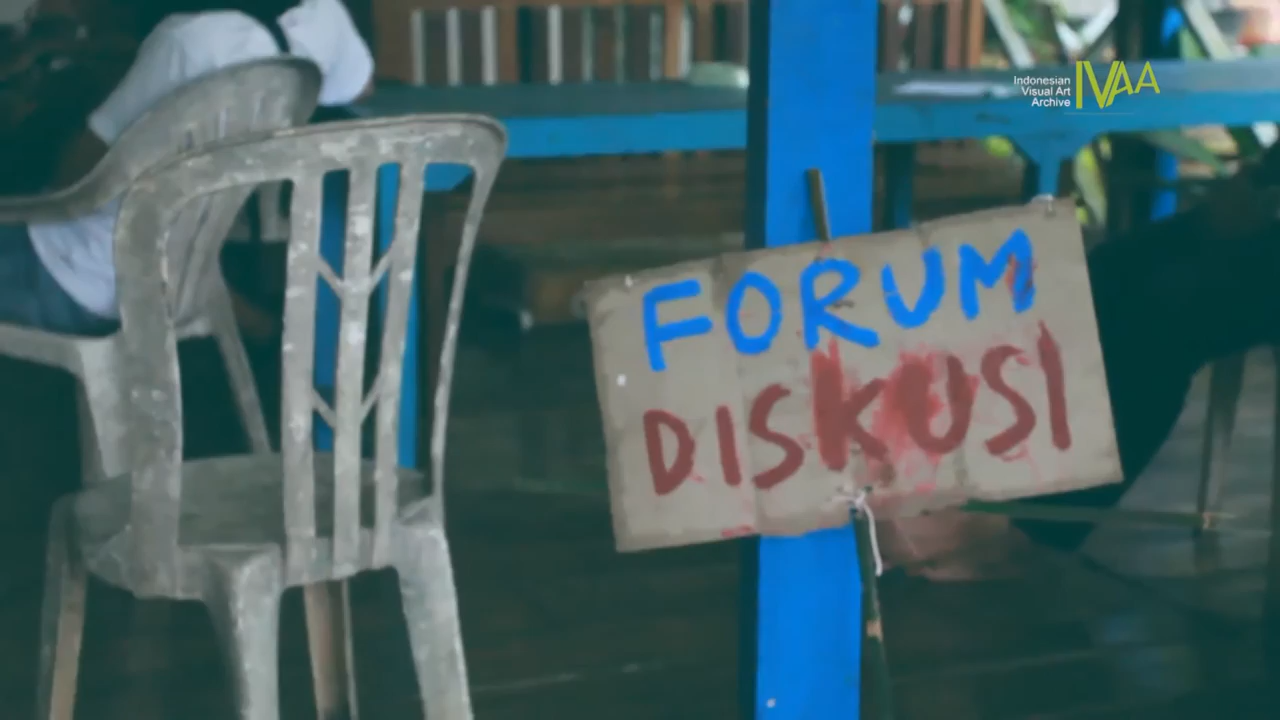 Indonesian
Visual Art
Archive
IVAA
FORUM
DISKUSI